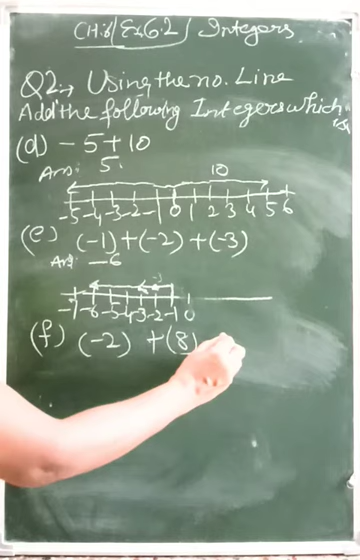 CH.6/Ex 6.2/ Integers
Q2.→ Using the no. Line
Add the following Integers which is
(d) - 5 + 10
Ans: 5
10
-5 -4 -3 -2 -1 0 1 2 3 4 5 6
(e) (-1) + (-2) + (-3)
Ans: -6
-7 -6 -5 -4 -3 -2 -1 0
(f) (-2) + (8)